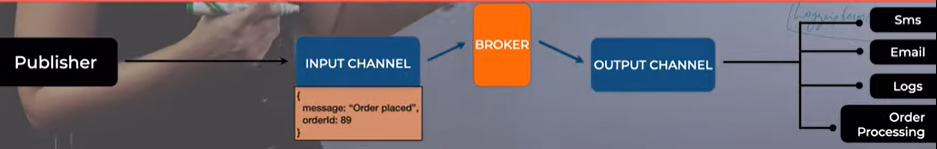 Publisher
INPUT CHANNEL
{
message: "Order placed",
orderId: 89
}
BROKER
OUTPUT CHANNEL
Sms
Email
Logs
Order
Processing